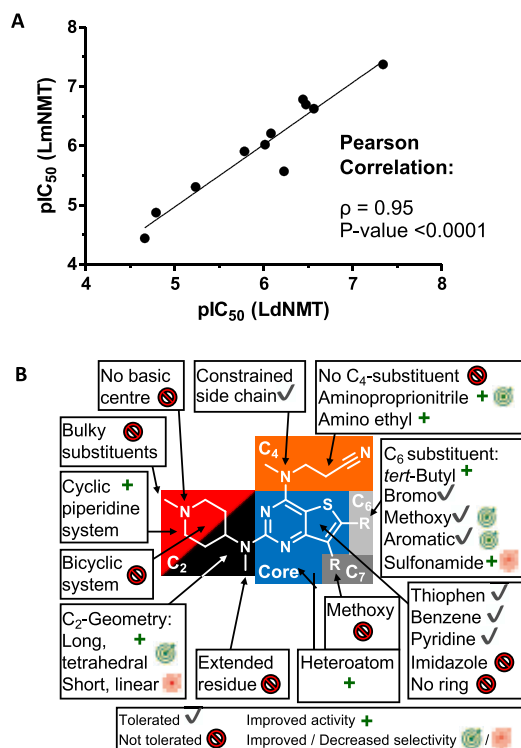 A
pIC50 (LmNMT)
8
7
6
5
4
4 5 6 7 8
pIC50 (LdNMT)
Pearson
Correlation:
ρ = 0.95
P-value <0.0001
B
No basic
centre
Constrained
side chain
No C4-substituent
Aminoproprionitrile +
Amino ethyl +
Bulky
substituents
Cyclic +
piperidine
system
Bicyclic
system
C2-Geometry:
Long, +
tetrahedral
Short, linear
C4
N
N
C6 substituent:
tert-Butyl +
Bromo
Methoxy
Aromatic
Sulfonamide +
N
C2
N
N
N
S
C6
R
R
C7
Core
Extended
residue
Methoxy
Heteroatom
+
Thiophen
Benzene
Pyridine
Imidazole
No ring
Tolerated Improved activity +
Not tolerated Improved / Decreased selectivity /